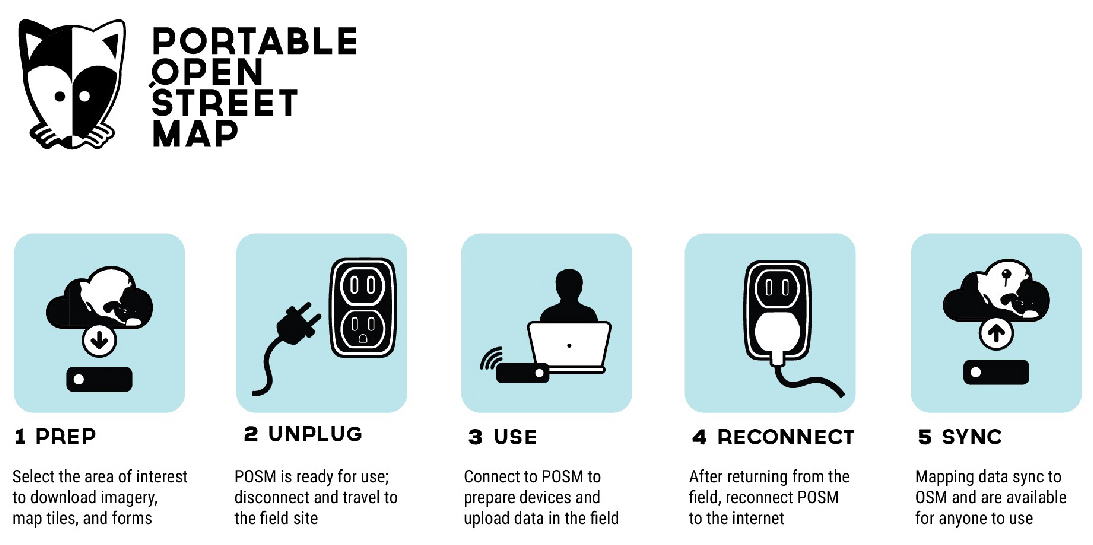 PORTABLE
OPEN
STREET
MAP
1 PREP
Select the area of interest
to download imagery,
map tiles, and forms
2 UNPLUG
POSM is ready for use;
disconnect and travel to
the field site
3 USE
Connect to POSM to
prepare devices and
upload data in the field
4 RECONNECT
After returning from the
field, reconnect POSM
to the internet
5 SYNC
Mapping data sync to
OSM and are available
for anyone to use